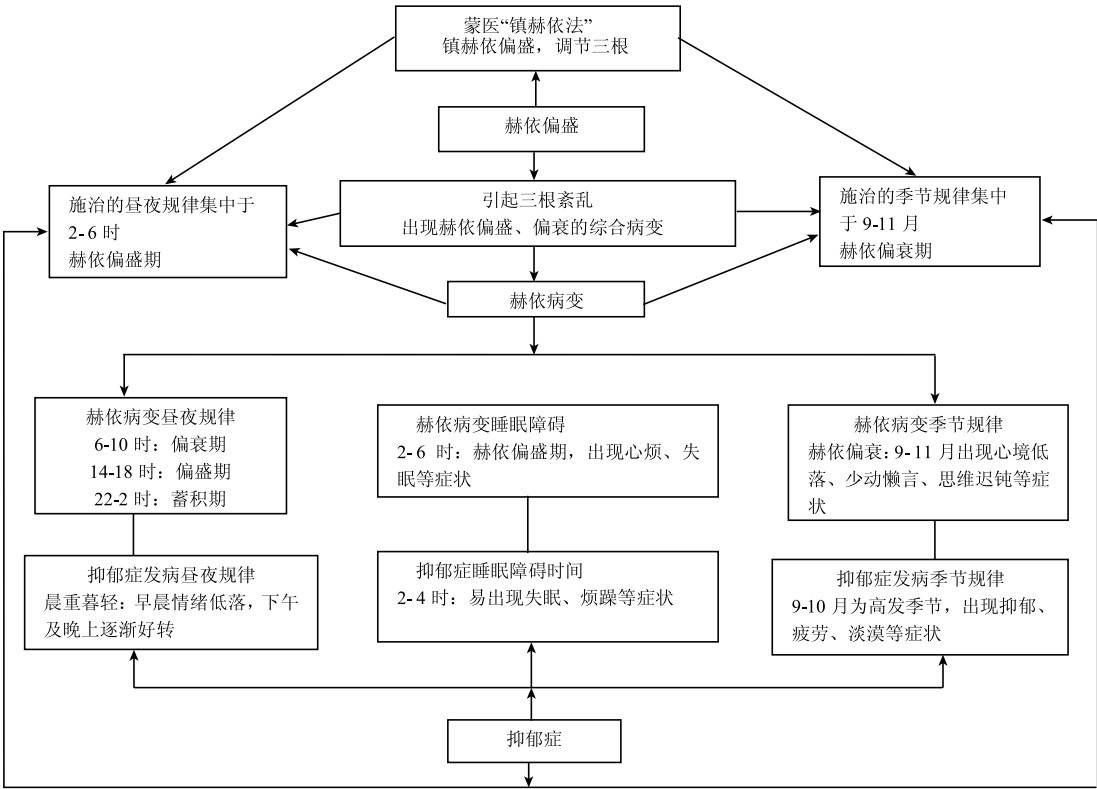 蒙医“镇赫依法”
镇赫依偏盛，调节三根
赫依偏盛
施治的昼夜规律集中于
2-6 时
赫依偏盛期
引起三根紊乱
出现赫依偏盛、偏衰的综合病变
施治的季节规律集中
于 9-11 月
赫依偏衰期
赫依病变
赫依病变昼夜规律
6-10 时：偏衰期
14-18 时：偏盛期
22-2 时：蓄积期
赫依病变睡眠障碍
2-6 时：赫依偏盛期，出现心烦、失
眠等症状
赫依病变季节规律
赫依偏衰：9-11 月出现心境低
落、少动懒言、思维迟钝等症
状
抑郁症发病昼夜规律
晨重暮轻：早晨情绪低落，下午
及晚上逐渐好转
抑郁症睡眠障碍时间
2-4 时：易出现失眠、烦躁等症状
抑郁症发病季节规律
9-10 月为高发季节，出现抑郁、
疲劳、淡漠等症状
抑郁症